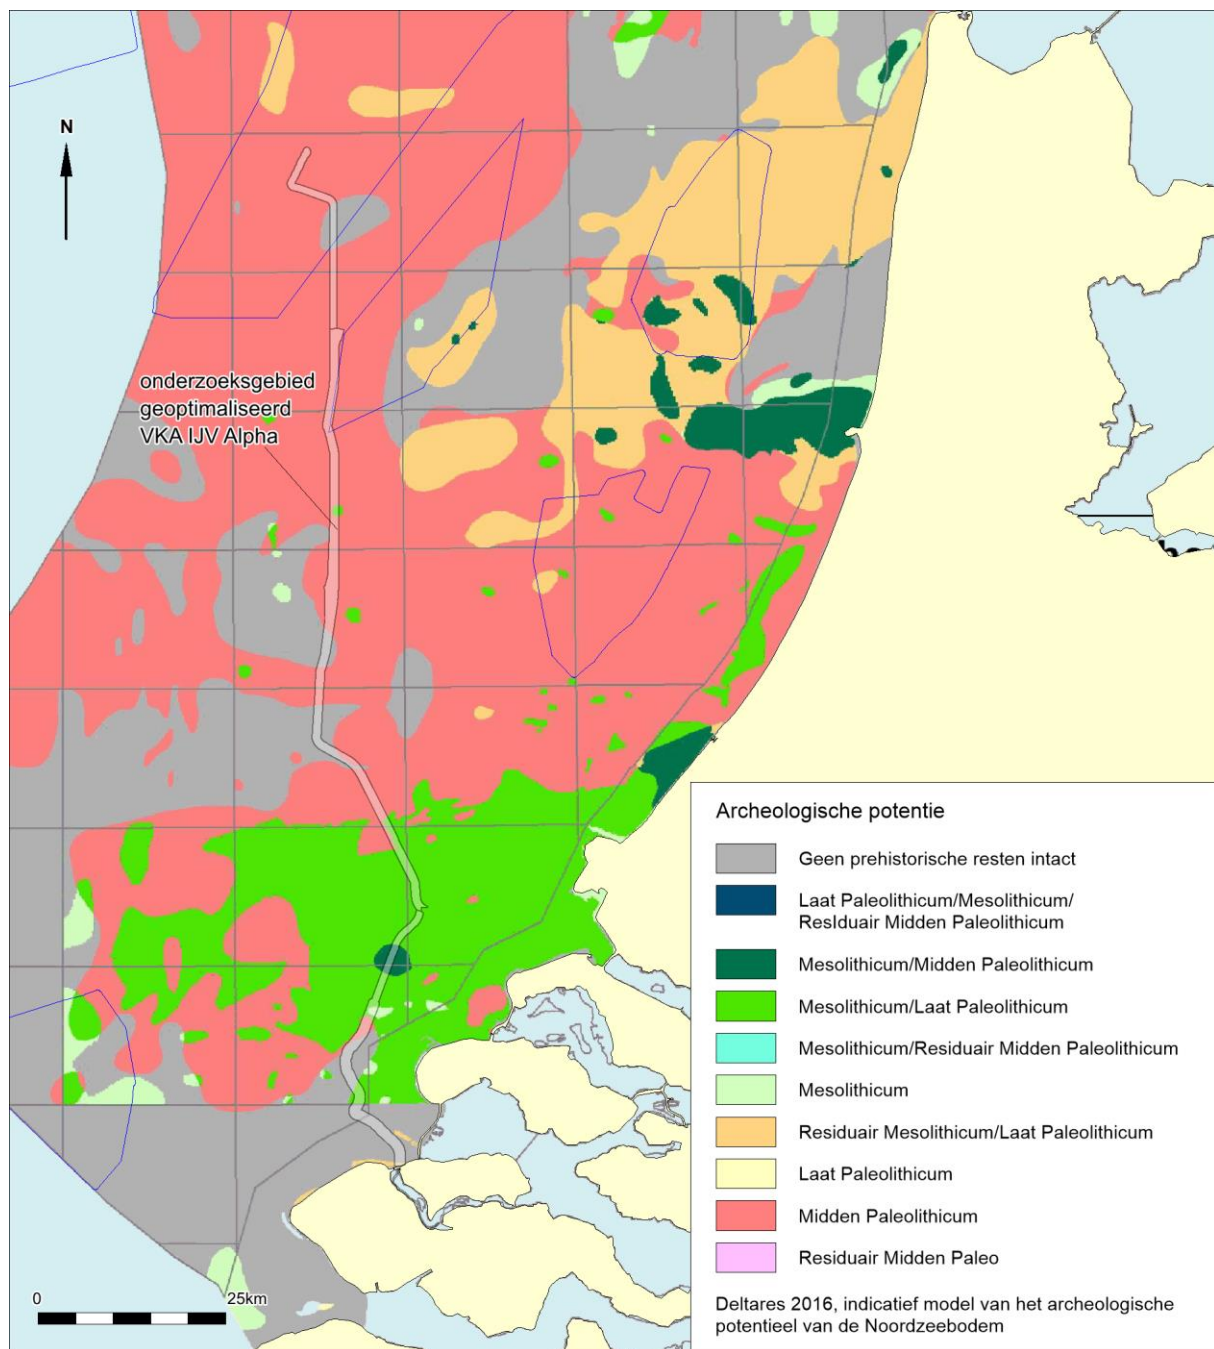 N
onderzoeksgebied
geoptimaliseerd
VKA IJV Alpha
0
25km
Archeologische potentie
Geen prehistorische resten intact
Laat Paleolithicum/Mesolithicum/
Residuair Midden Paleolithicum
Mesolithicum/Midden Paleolithicum
Mesolithicum/Laat Paleolithicum
Mesolithicum/Residuair Midden Paleolithicum
Mesolithicum
Residuair Mesolithicum/Laat Paleolithicum
Laat Paleolithicum
Midden Paleolithicum
Residuair Midden Paleo
Deltares 2016, indicatief model van het archeologische
potentieel van de Noordzeebodem